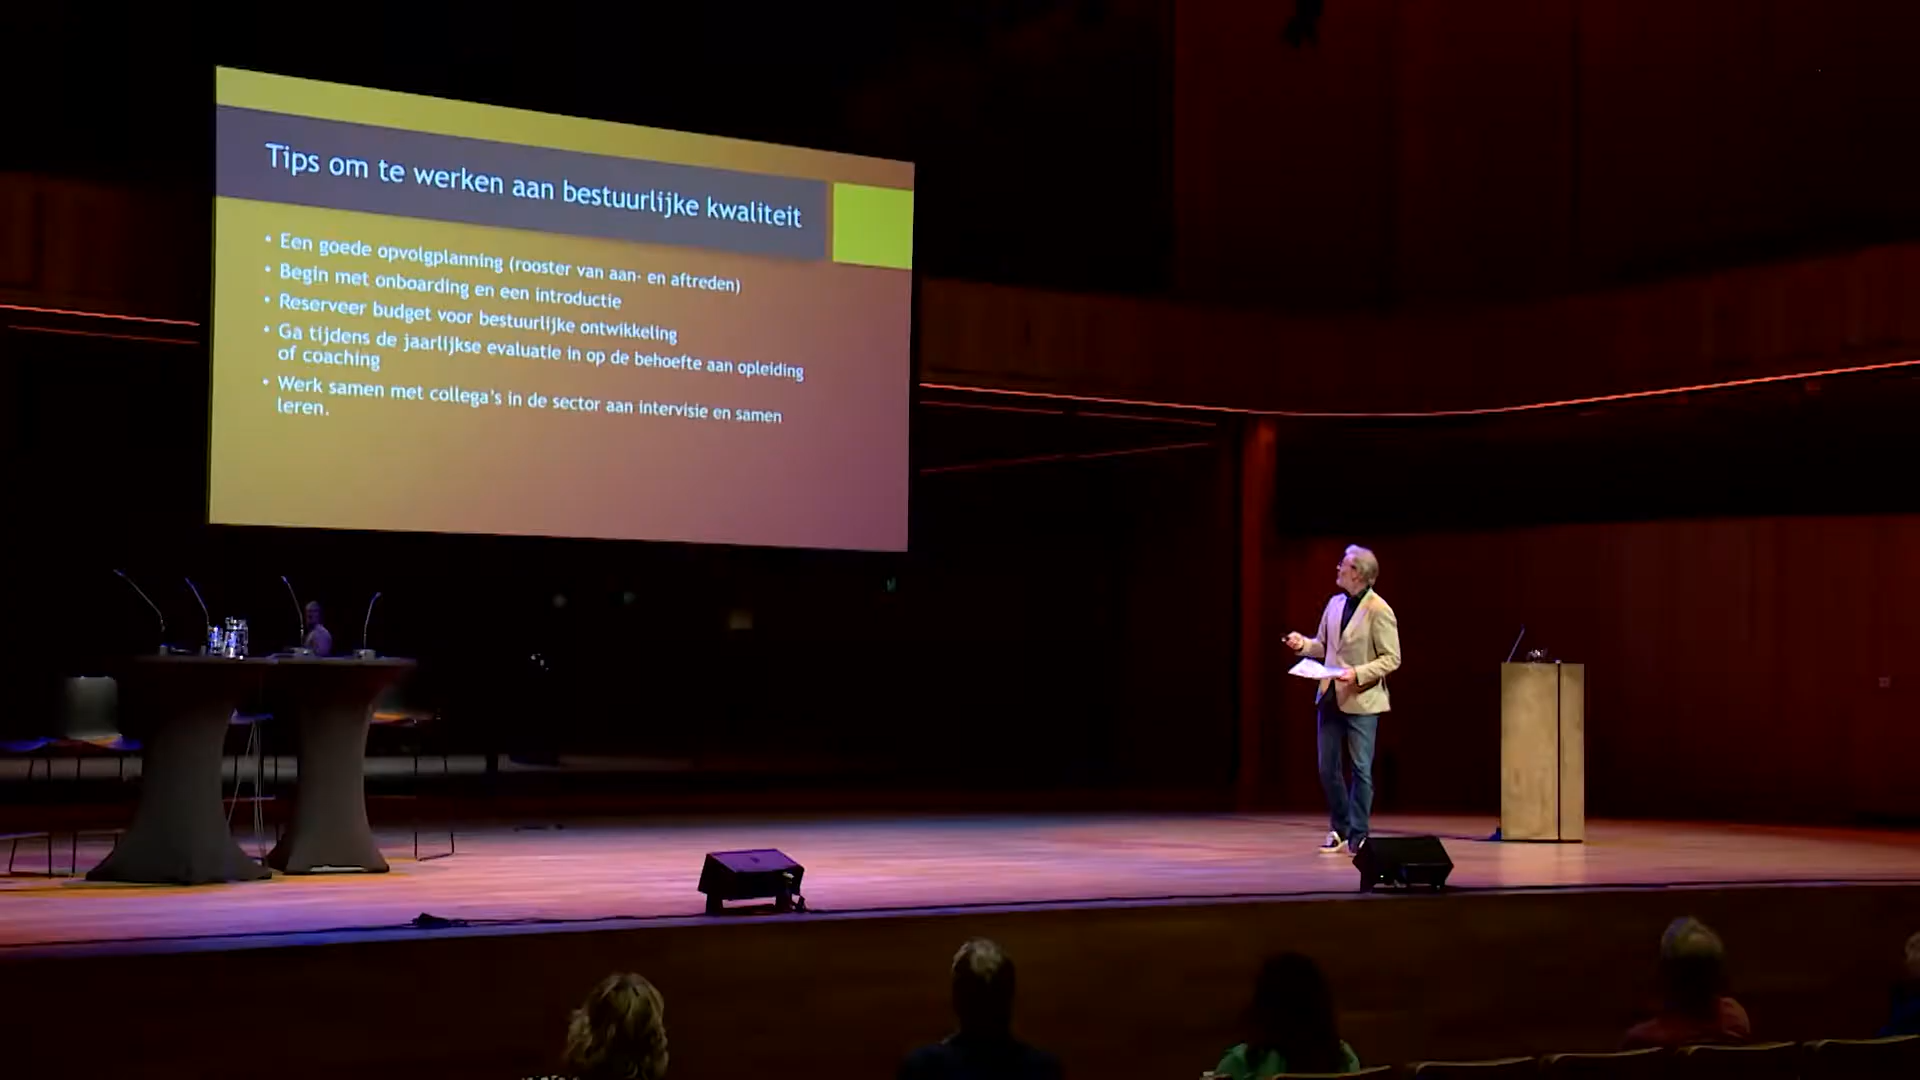 Tips om te werken aan bestuurlijke kwaliteit
• Een goede opvolgplanning (rooster van aan- en aftreden)
• Begin met onboarding en een introductie
• Reserveer budget voor bestuurlijke ontwikkeling
• Ga tijdens de jaarlijkse evaluatie in op de behoefte aan opleiding
of coaching
• Werk samen met collega's in de sector aan intervisie en samen
leren.